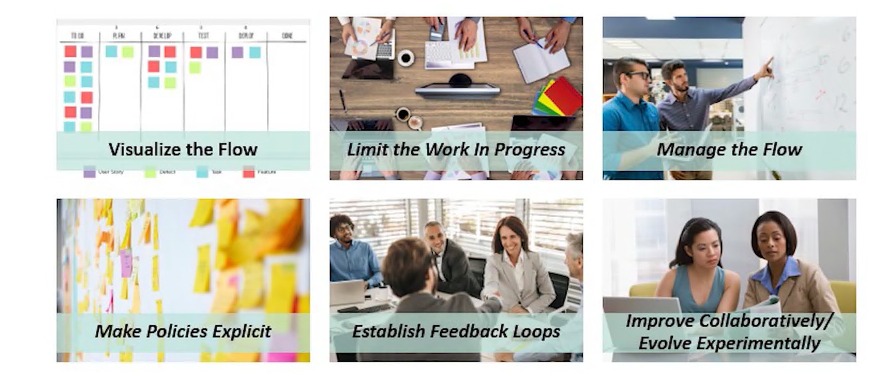 TO DO PLAN DEVELOP TEST DEPLOY DONE
Visualize the Flow
Limit the Work In Progress
Manage the Flow
User Story Defect Task Feature
Make Policies Explicit
Establish Feedback Loops
Improve Collaboratively/
Evolve Experimentally